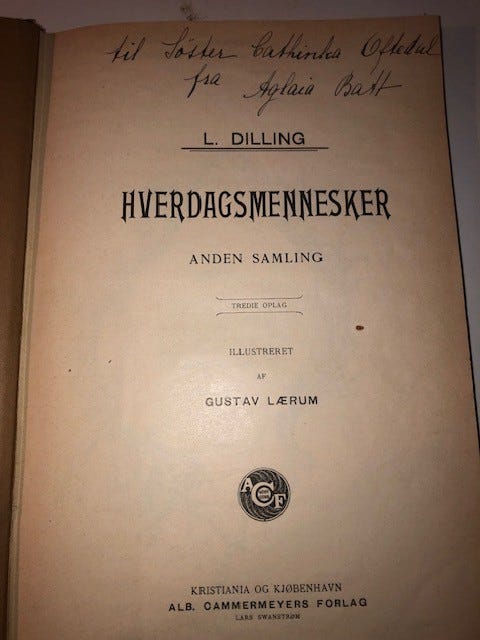 til Søster Cathinka Oftedal
fra
Aglaia Batt
L. DILLING
HVERDAGSMENNESKER
ANDEN SAMLING
TREDIE OPLAG
ILLUSTRERET
AF
GUSTAV LÆRUM
ACF
KRISTIANIA OG KJØBENHAVN
ALB. CAMMERMEYERS FORLAG
LARS SWANSTRØM